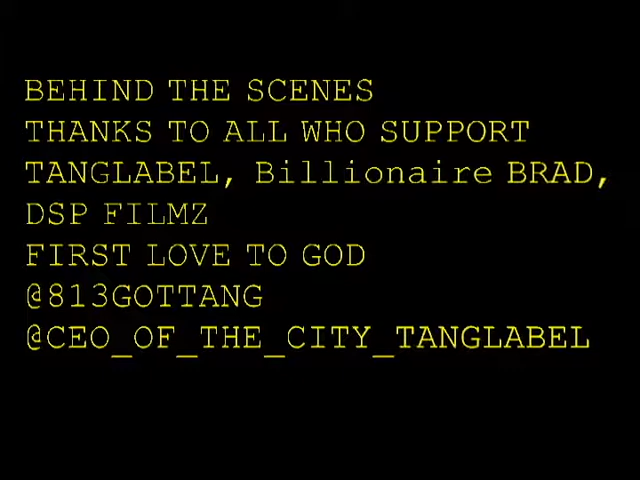 BEHIND THE SCENES
THANKS TO ALL WHO SUPPORT
TANGLABEL, Billionaire BRAD,
DSP FILMZ
FIRST LOVE TO GOD
@813GOTTANG
@CEO_OF_THE_CITY_TANGLABEL